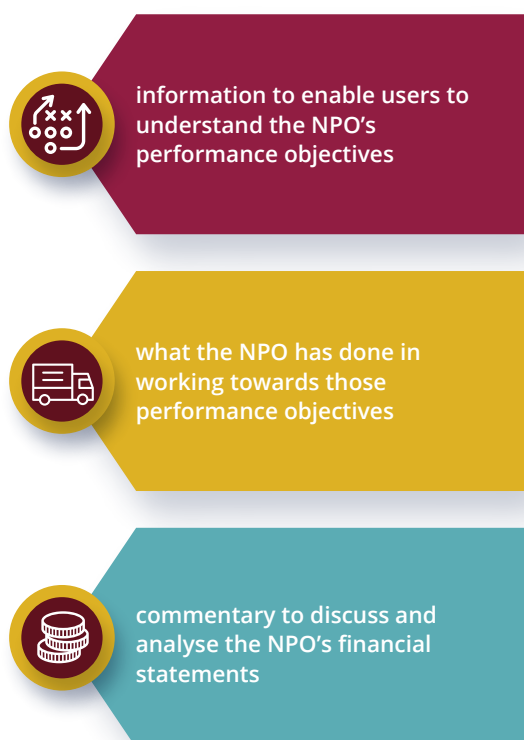 information to enable users to
understand the NPO’s
performance objectives
what the NPO has done in
working towards those
performance objectives
commentary to discuss and
analyse the NPO’s financial
statements